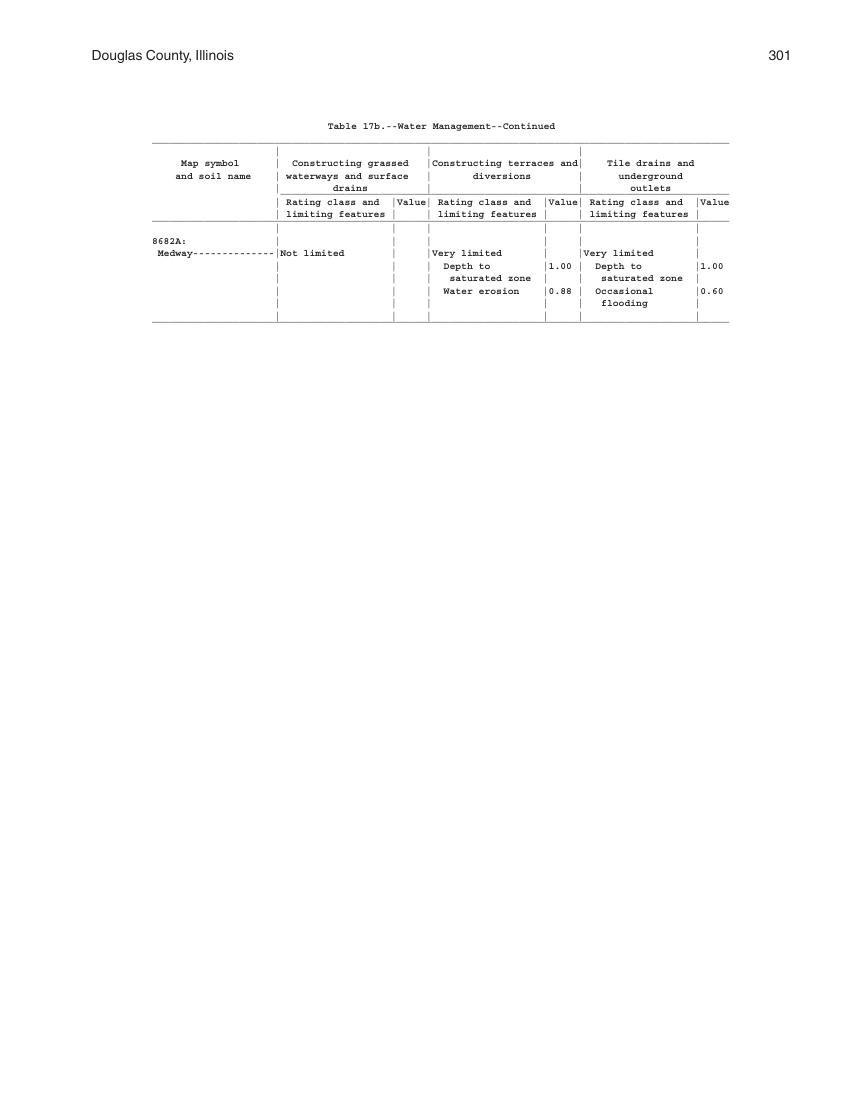 Douglas County, Illinois 301
Table 17b.--Water Management--Continued
Map symbol | Constructing grassed |Constructing terraces and| Tile drains and
and soil name | waterways and surface | diversions | underground
| drains | | outlets
| Rating class and |Value| Rating class and |Value| Rating class and |Value
| limiting features | | limiting features | | limiting features |
8682A:
Medway--------------|Not limited | |Very limited | |Very limited |
| | | Depth to |1.00 | Depth to |1.00
| | | saturated zone | | saturated zone |
| | | Water erosion |0.88 | Occasional |0.60
| | | | | flooding |